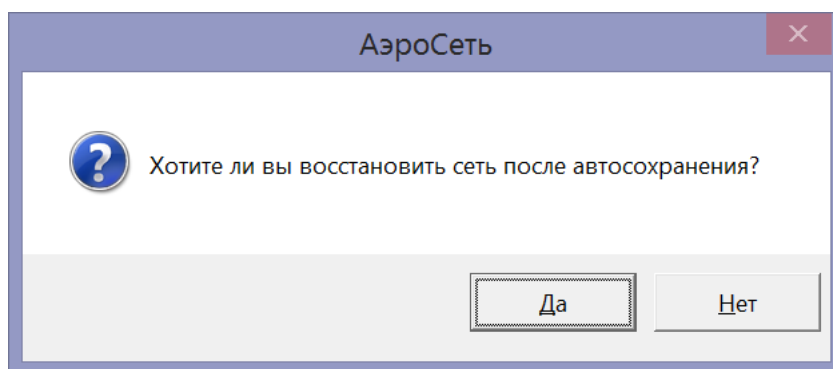 АэроСеть
Хотите ли вы восстановить сеть после автосохранения?
Да
Нет